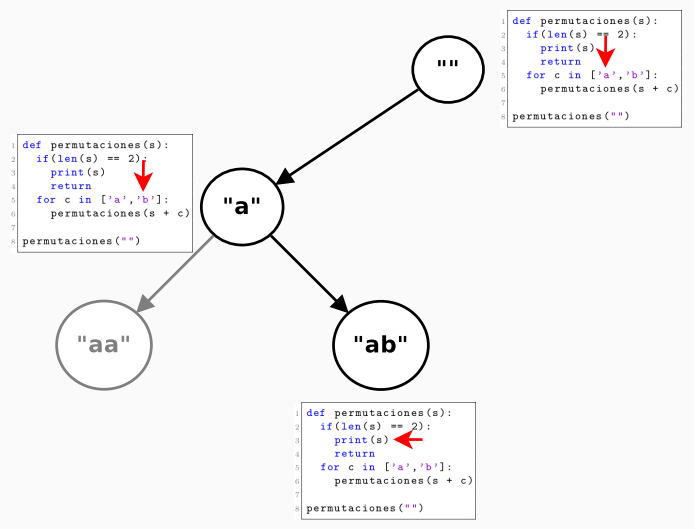 1 def permutaciones(s):
2 if(len(s) == 2):
3 print(s)
4 return
5 for c in ['a','b']:
6 permutaciones(s + c)
7
8 permutaciones("")
""
1 def permutaciones(s):
2 if(len(s) == 2):
3 print(s)
4 return
5 for c in ['a','b']:
6 permutaciones(s + c)
7
8 permutaciones("")
"a"
"aa"
"ab"
1 def permutaciones(s):
2 if(len(s) == 2):
3 print(s)
4 return
5 for c in ['a','b']:
6 permutaciones(s + c)
7
8 permutaciones("")